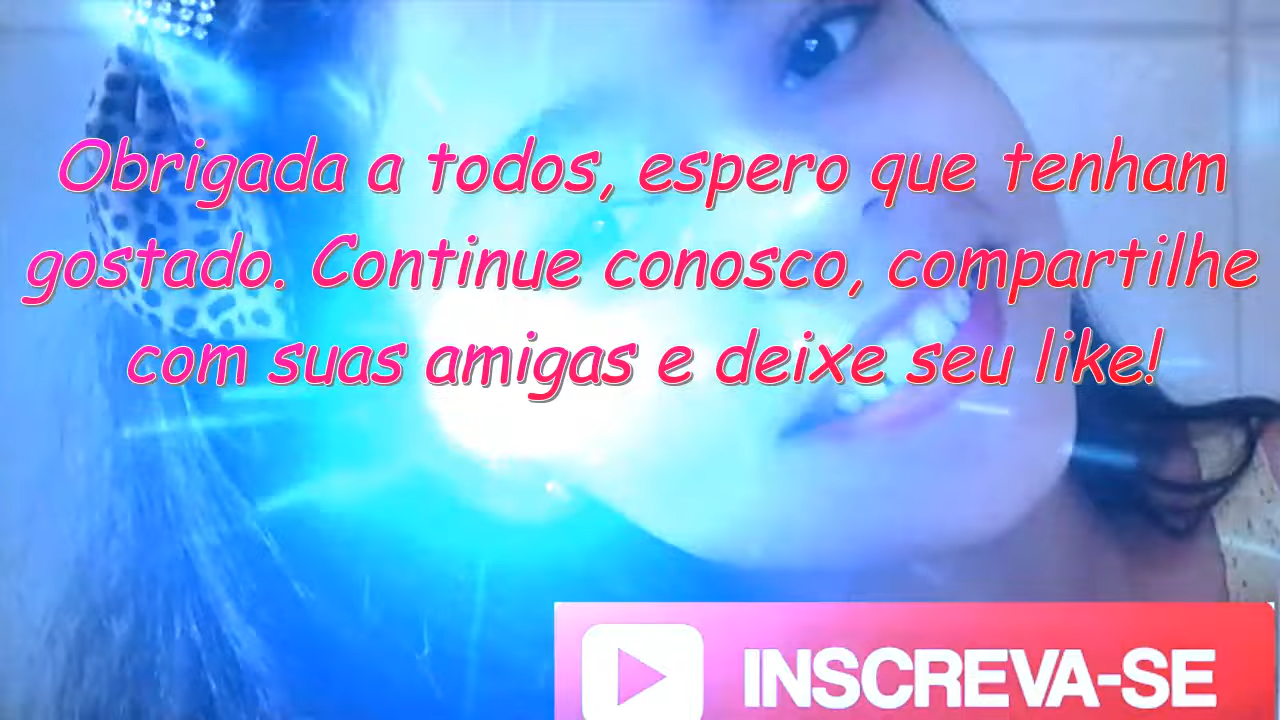 Obrigada a todos, espero que tenham
gostado. Continue conosco, compartilhe
com suas amigas e deixe seu like!
INSCREVA-SE